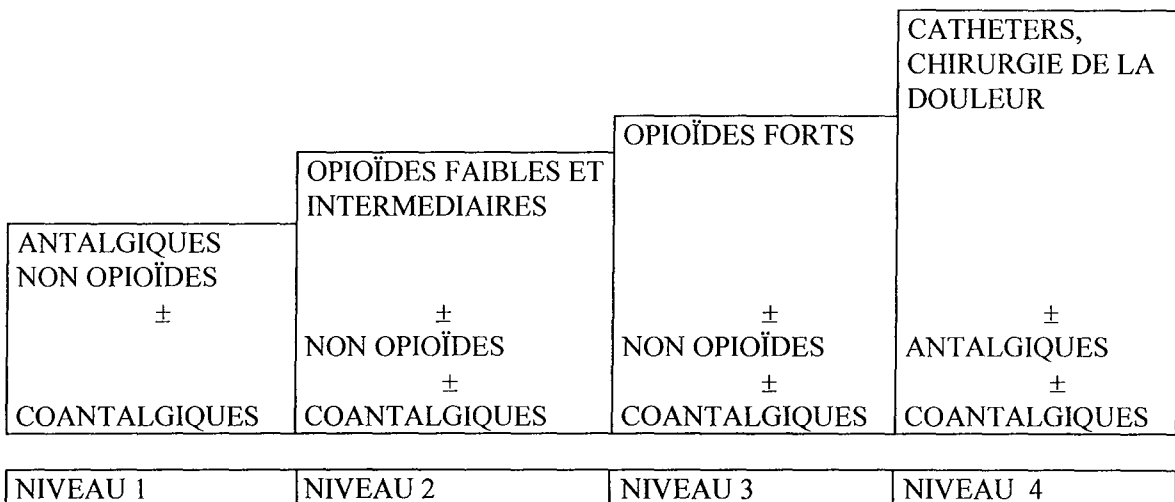 ANTALGIQUES
NON OPIOÏDES
±
COANTALGIQUES
OPIOÏDES FAIBLES ET
INTERMEDIAIRES
±
NON OPIOÏDES
±
COANTALGIQUES
OPIOÏDES FORTS
±
NON OPIOÏDES
±
COANTALGIQUES
CATHETERS,
CHIRURGIE DE LA
DOULEUR
±
ANTALGIQUES
±
COANTALGIQUES
NIVEAU 1
NIVEAU 2
NIVEAU 3
NIVEAU 4